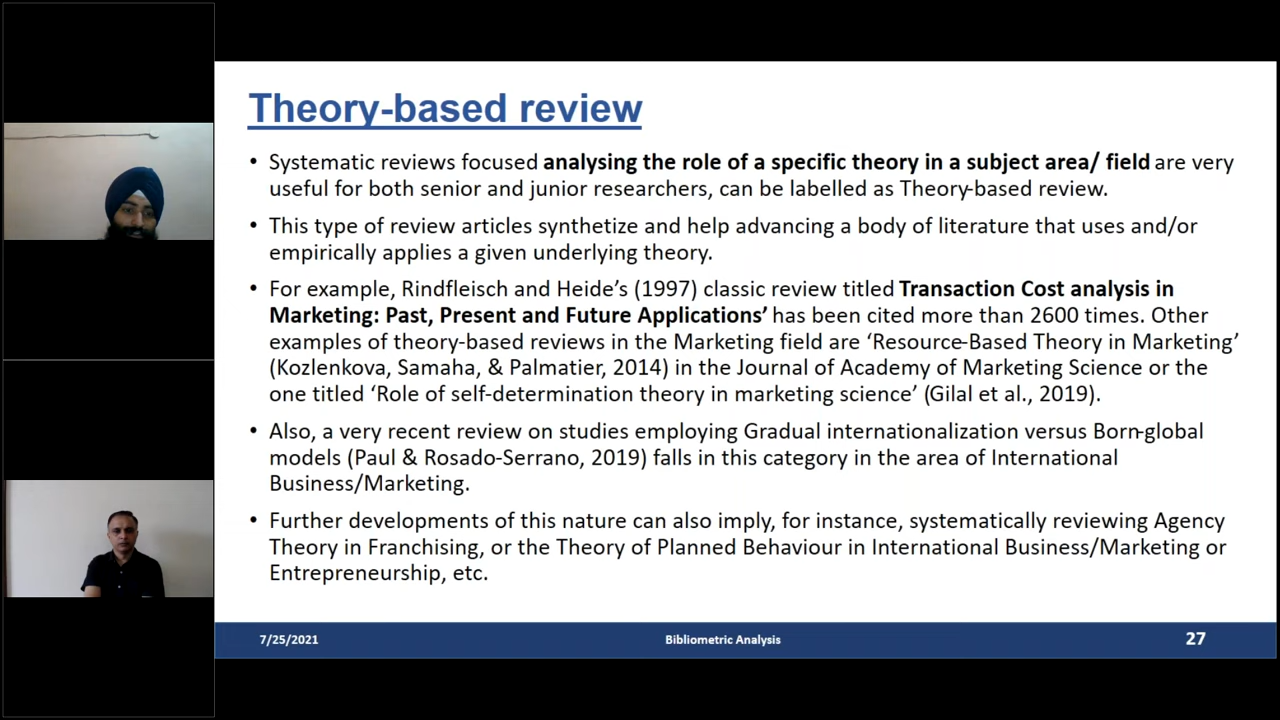 Theory-based review
• Systematic reviews focused analysing the role of a specific theory in a subject area/ field are very
useful for both senior and junior researchers, can be labelled as Theory-based review.
• This type of review articles synthetize and help advancing a body of literature that uses and/or
empirically applies a given underlying theory.
• For example, Rindfleisch and Heide’s (1997) classic review titled Transaction Cost analysis in
Marketing: Past, Present and Future Applications’ has been cited more than 2600 times. Other
examples of theory-based reviews in the Marketing field are ‘Resource-Based Theory in Marketing’
(Kozlenkova, Samaha, & Palmatier, 2014) in the Journal of Academy of Marketing Science or the
one titled ‘Role of self-determination theory in marketing science’ (Gilal et al., 2019).
• Also, a very recent review on studies employing Gradual internationalization versus Born-global
models (Paul & Rosado-Serrano, 2019) falls in this category in the area of International
Business/Marketing.
• Further developments of this nature can also imply, for instance, systematically reviewing Agency
Theory in Franchising, or the Theory of Planned Behaviour in International Business/Marketing or
Entrepreneurship, etc.
7/25/2021 Bibliometric Analysis 27